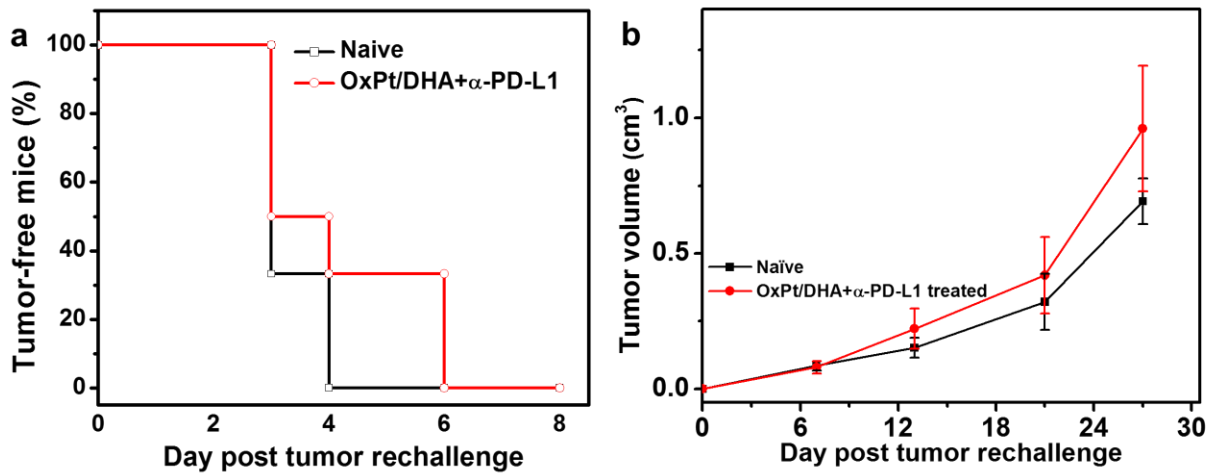 a
Tumor-free mice (%)
100
80
60
40
20
0
Naive
OxPt/DHA+α-PD-L1
0 2 4 6 8
Day post tumor rechallenge
b
Tumor volume (cm³)
1.0
0.5
0.0
Naïve
OxPt/DHA+α-PD-L1 treated
0 6 12 18 24 30
Day post tumor rechallenge